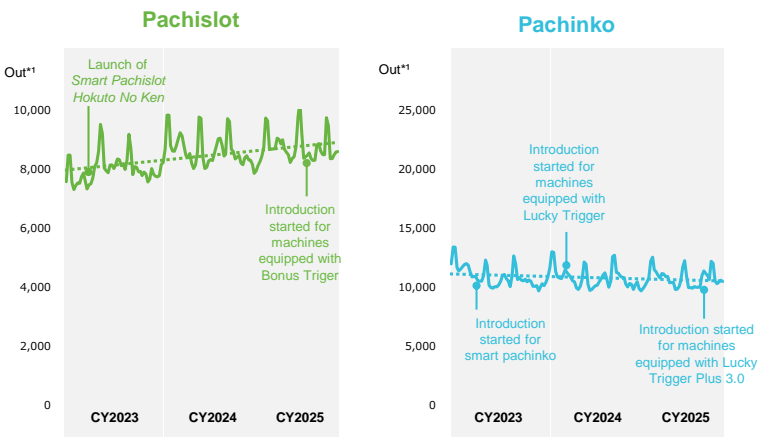 Pachislot
Out*¹
10,000
8,000
6,000
4,000
2,000
0
Launch of
Smart Pachislot
Hokuto No Ken
Introduction
started for
machines
equipped with
Bonus Triger
CY2023
CY2024
CY2025
Pachinko
Out*¹
25,000
20,000
15,000
10,000
5,000
0
Introduction
started for
machines
equipped with
Lucky Trigger
Introduction
started for
smart pachinko
Introduction started
for machines
equipped with Lucky
Trigger Plus 3.0
CY2023
CY2024
CY2025